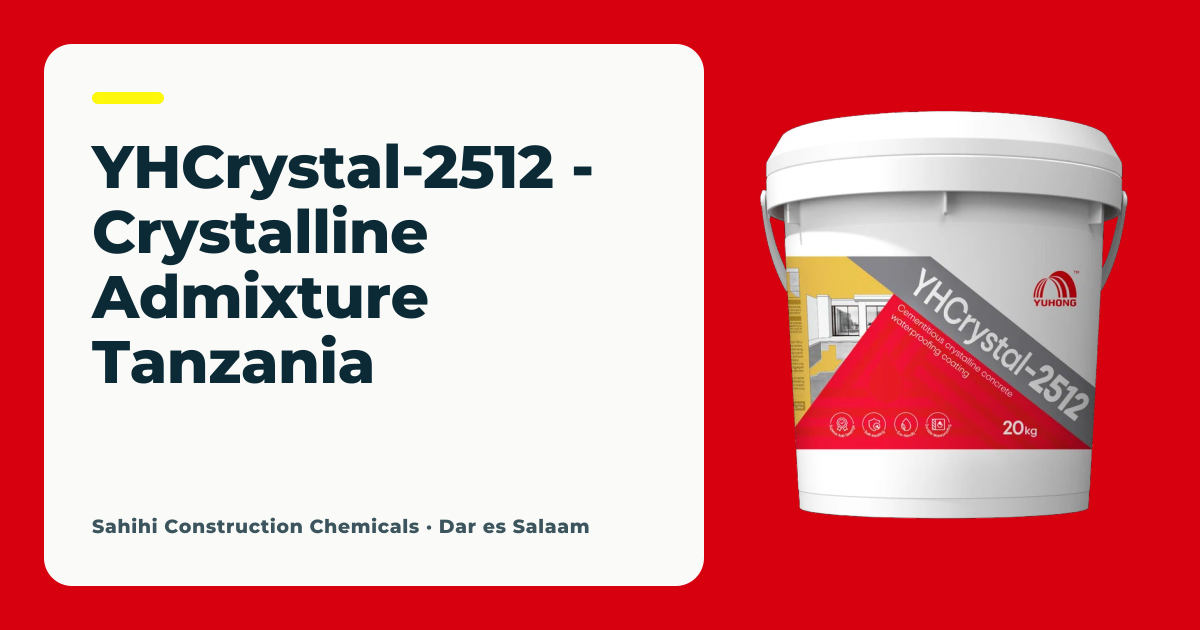 YHCrystal-2512 -
Crystalline
Admixture
Tanzania
Sahihi Construction Chemicals · Dar es Salaam
YUHONG
YHCrystal-2512
Cementitious crystalline concrete
waterproofing coating
20kg